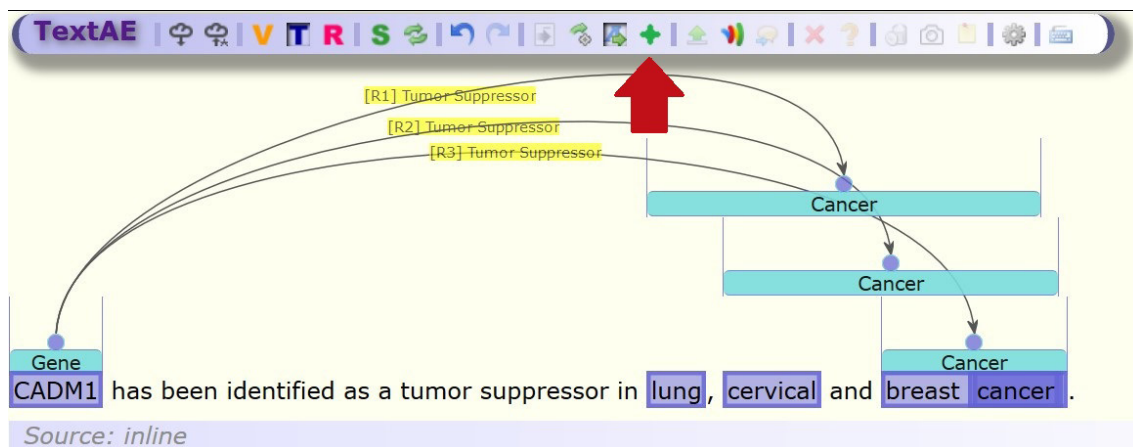 TextAE V T R S
[R1] Tumor Suppressor
[R2] Tumor Suppressor
[R3] Tumor Suppressor
Cancer
Cancer
Gene Cancer
CADM1 has been identified as a tumor suppressor in lung, cervical and breast cancer.
Source: inline